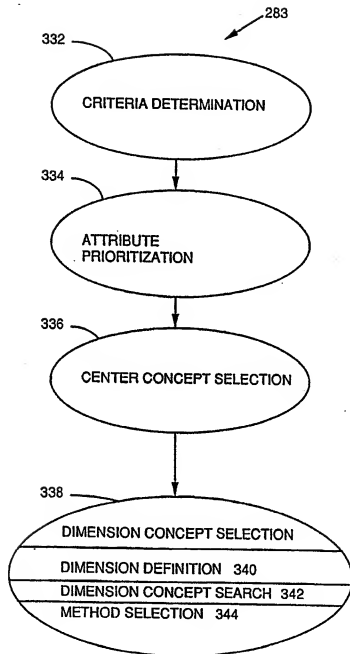 283
332
CRITERIA DETERMINATION
334
ATTRIBUTE
PRIORITIZATION
336
CENTER CONCEPT SELECTION
338
DIMENSION CONCEPT SELECTION
DIMENSION DEFINITION 340
DIMENSION CONCEPT SEARCH 342
METHOD SELECTION 344